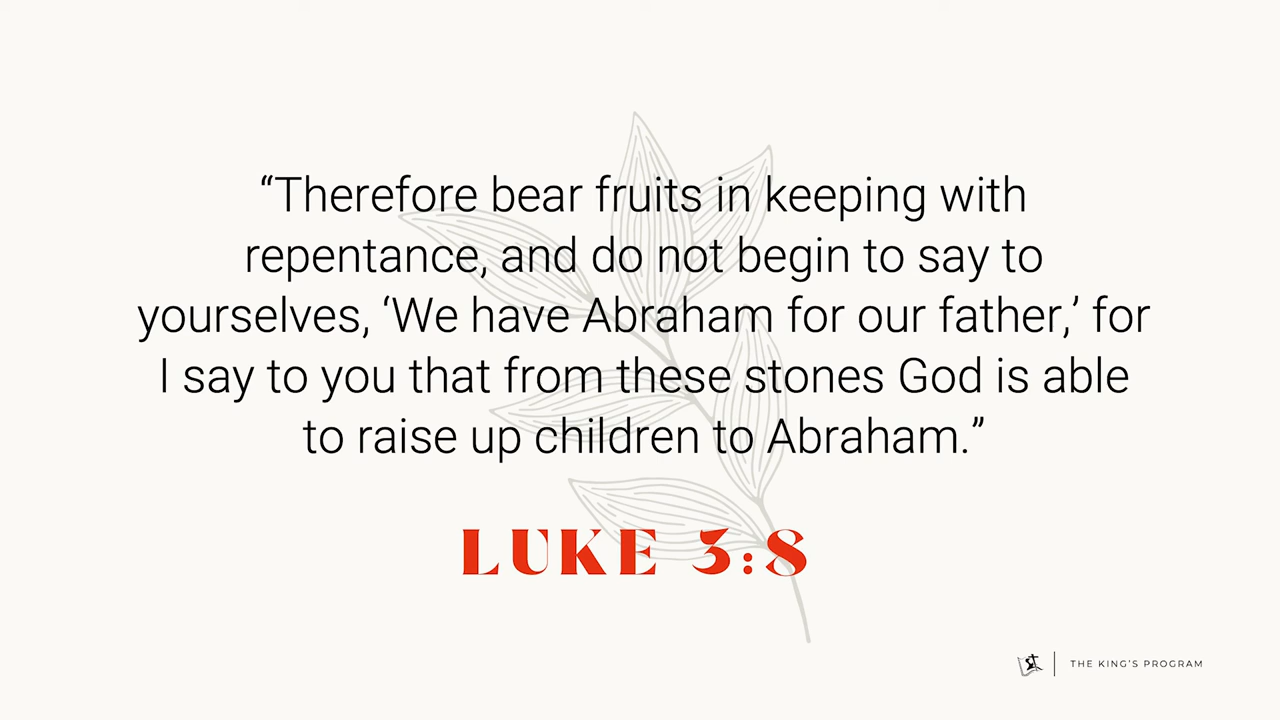 “Therefore bear fruits in keeping with
repentance, and do not begin to say to
yourselves, ‘We have Abraham for our father,’ for
I say to you that from these stones God is able
to raise up children to Abraham.”
LUKE 3:8
THE KING'S PROGRAM